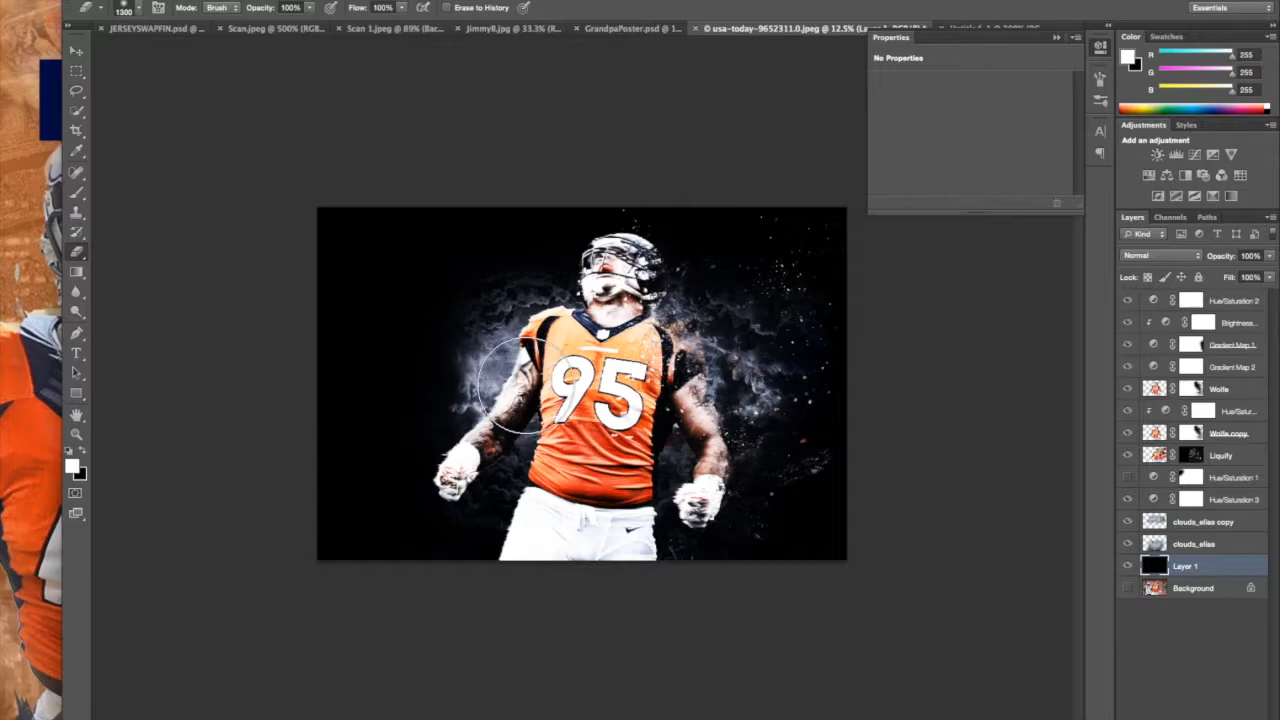 1300 Mode: Brush Opacity: 100% Flow: 100% Erase to History Essentials
× JERSEYSWAPFIN.psd @ ... × Scan.jpeg @ 500% (RGB... × Scan 1.jpeg @ 89% (Bac... × JimmyB.jpg @ 33.3% (R... × GrandpaPoster.psd @ 1... × © usa-today-9652311.0.jpeg @ 12.5% (La
Properties
No Properties
Color Swatches
R 255
G 255
B 255
Adjustments Styles
Add an adjustment
Layers Channels Paths
Kind
Normal Opacity: 100%
Lock: Fill: 100%
Hue/Saturation 2
Brightness...
Gradient Map 1
Gradient Map 2
Wolfe
Hue/Satur...
Wolfe copy
Liquify
Hue/Saturation 1
Hue/Saturation 3
clouds_elias copy
clouds_elias
Layer 1
Background
95